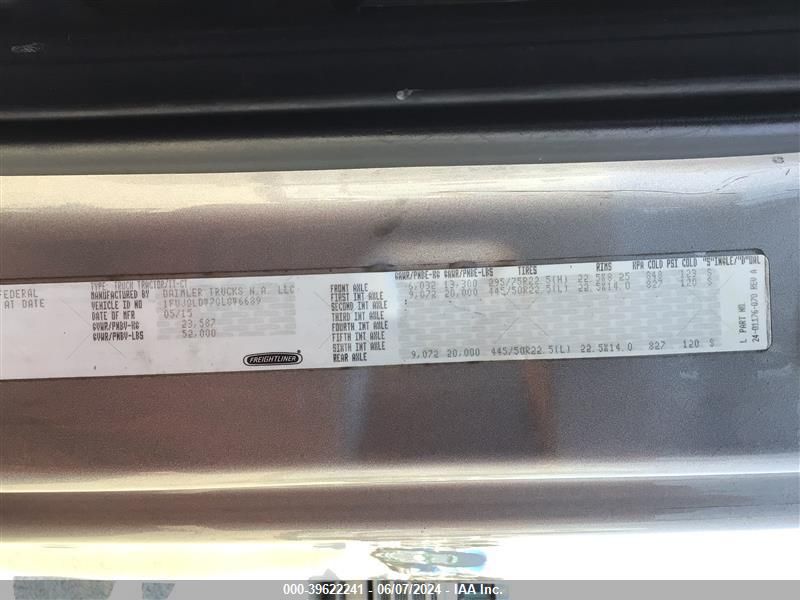 FEDERAL
AT DATE
TYPE: TRUCK TRACTOR/II-CT
MANUFACTURED BY DAIMLER TRUCKS N.A. LLC
VEHICLE ID NO
DATE OF MFR 05/15
GVWR/PNBV-KG 23,587
GVWR/PNBV-LBS 52,000
FREIGHTLINER
GAWR/PNBE-KG GAWR/PNBE-LBS TIRES RIMS KPA COLD PSI COLD "S"INGLE/"D"UAL
FRONT AXLE 6,032 13,300 295/75R22.5(H) 22.5X8.25 848 123 S
FIRST INT AXLE 9,072 20,000 445/50R22.5(L) 22.5X14.0 827 120 S
SECOND INT AXLE
THIRD INT AXLE
FOURTH INT AXLE
FIFTH INT AXLE
SIXTH INT AXLE
REAR AXLE 9,072 20,000 445/50R22.5(L) 22.5X14.0 827 120 S
L PART NO. 24-01176-070 REV A
000-39622241 - 06/07/2024 - IAA Inc.